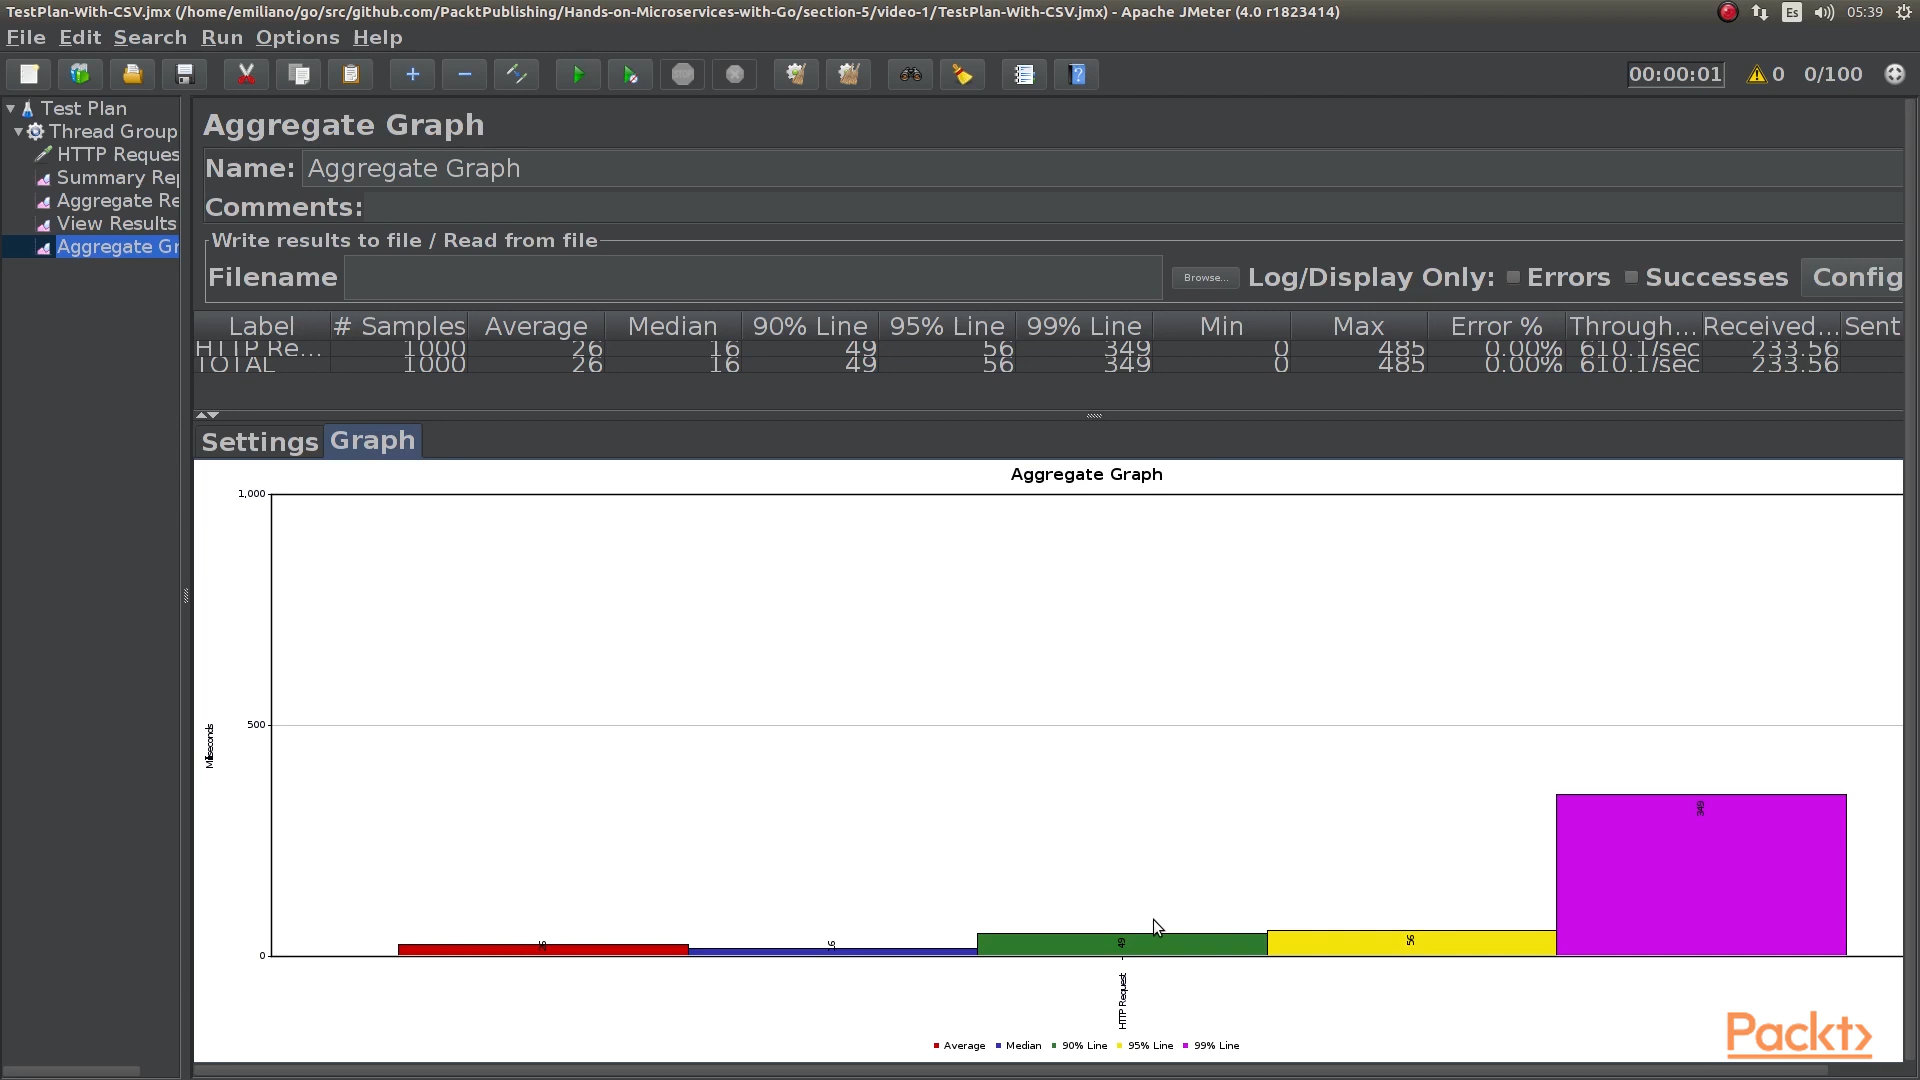 TestPlan-With-CSV.jmx (/home/emiliano/go/src/github.com/PacktPublishing/Hands-on-Microservices-with-Go/section-5/video-1/TestPlan-With-CSV.jmx) - Apache JMeter (4.0 r1823414)
Es
05:39
File Edit Search Run Options Help
00:00:01
0
0/100
Test Plan
Thread Group
HTTP Reques
Summary Rep
Aggregate Re
View Results
Aggregate Gr
Aggregate Graph
Name: Aggregate Graph
Comments:
Write results to file / Read from file
Filename
Browse...
Log/Display Only:
Errors
Successes
Config
Label # Samples Average Median 90% Line 95% Line 99% Line Min Max Error % Through... Received... Sent
HTTP Re... 1000 26 16 49 56 349 0 485 0.00% 610.1/sec 233.56
TOTAL 1000 26 16 49 56 349 0 485 0.00% 610.1/sec 233.56
Settings Graph
Aggregate Graph
1,000
500
0
Milliseconds
26
16
49
56
349
HTTP Request
Average Median 90% Line 95% Line 99% Line
Packt>